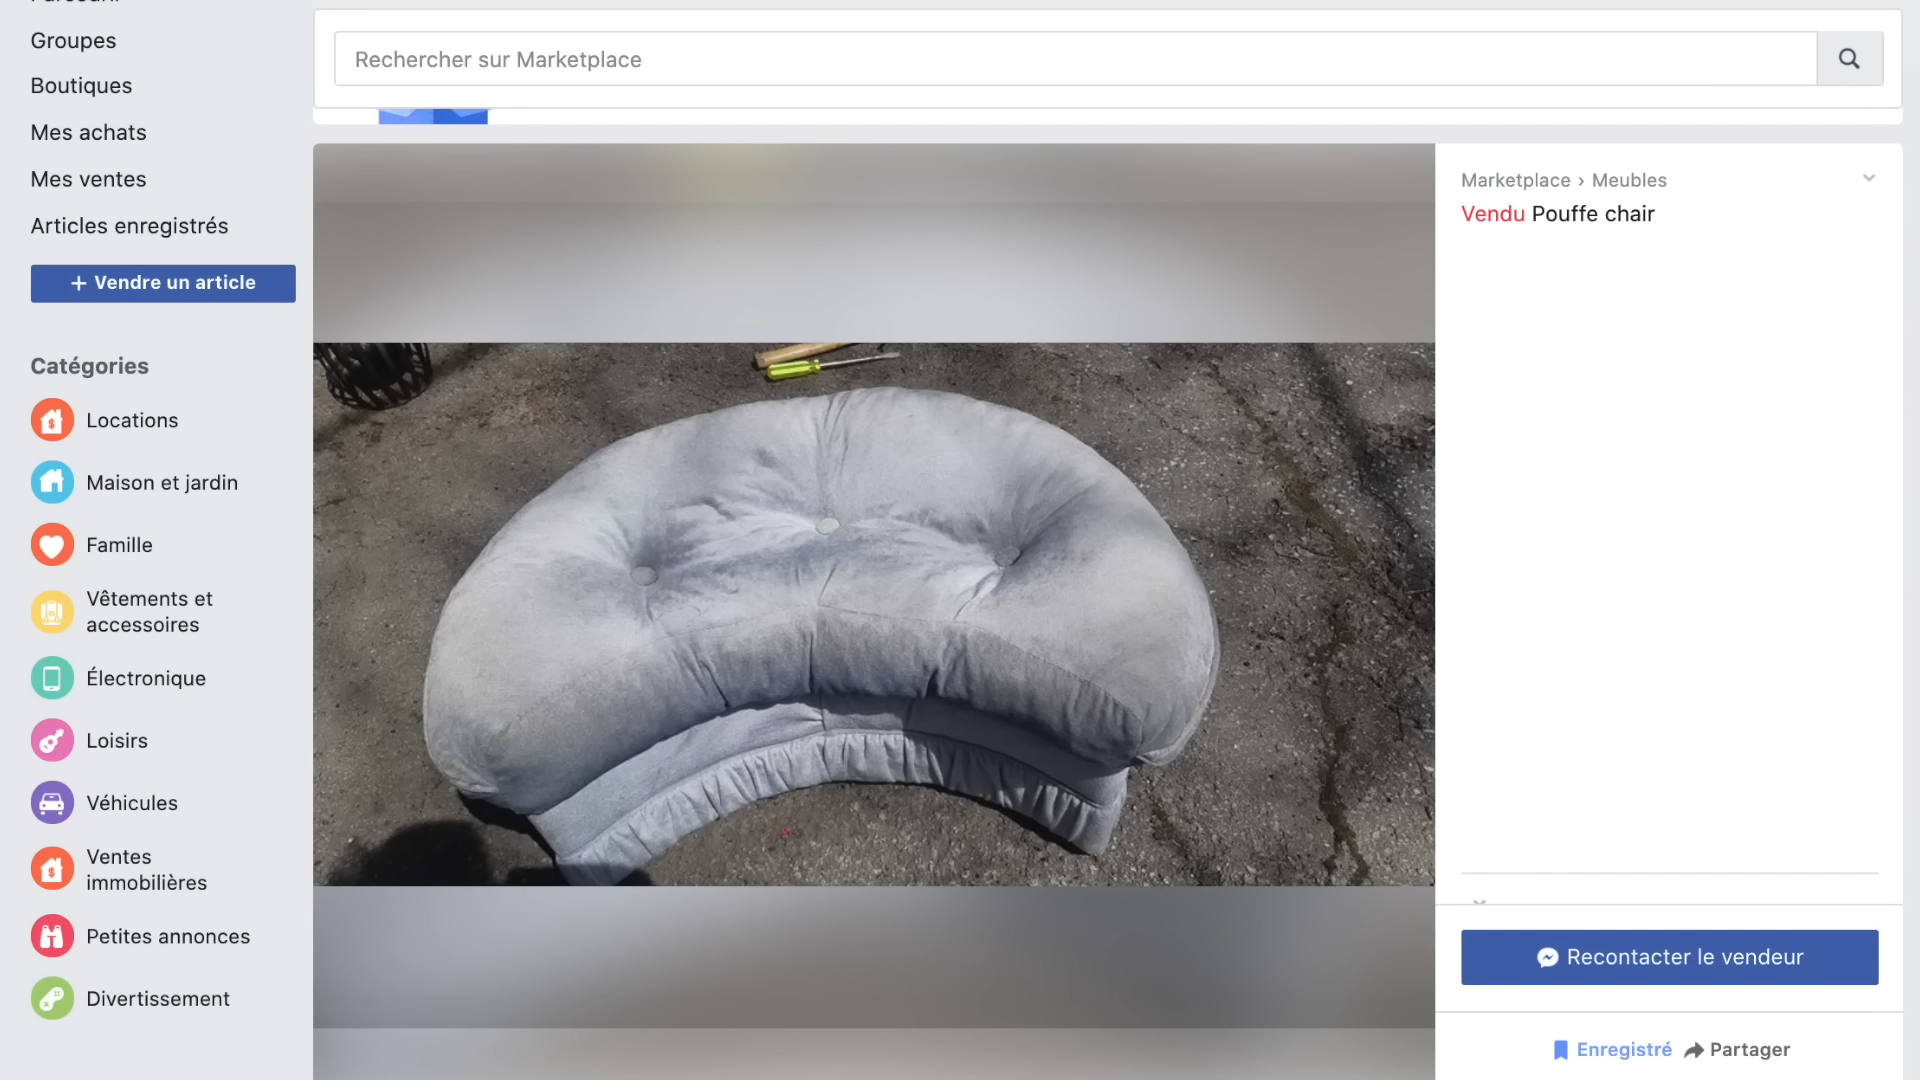 Groupes
Boutiques
Mes achats
Mes ventes
Articles enregistrés
+ Vendre un article
Catégories
Locations
Maison et jardin
Famille
Vêtements et
accessoires
Électronique
Loisirs
Véhicules
Ventes
immobilières
Petites annonces
Divertissement
Rechercher sur Marketplace
Marketplace › Meubles
Vendu Pouffe chair
Recontacter le vendeur
Enregistré Partager